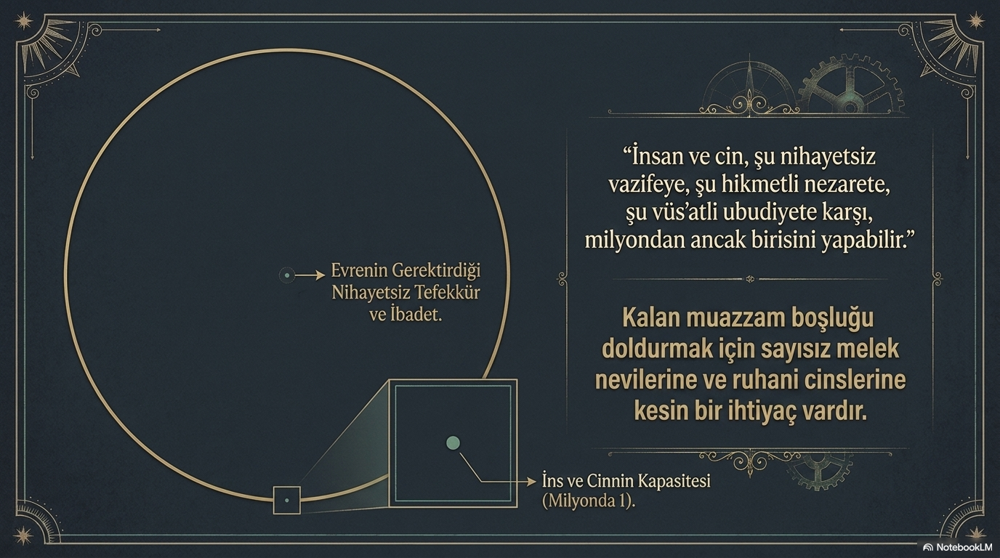 “İnsan ve cin, şu nihayetsiz
vazifeye, şu hikmetli nezarete,
şu vüs’atli ubudiyete karşı,
milyondan ancak birisini yapabilir.”
Evrenin Gerektirdiği
Nihayetsiz Tefekkür
ve İbadet.
Kalan muazzam boşluğu
doldurmak için sayısız melek
nevilerine ve ruhani cinslerine
kesin bir ihtiyaç vardır.
İns ve Cinnin Kapasitesi
(Milyonda 1).
NotebookLM